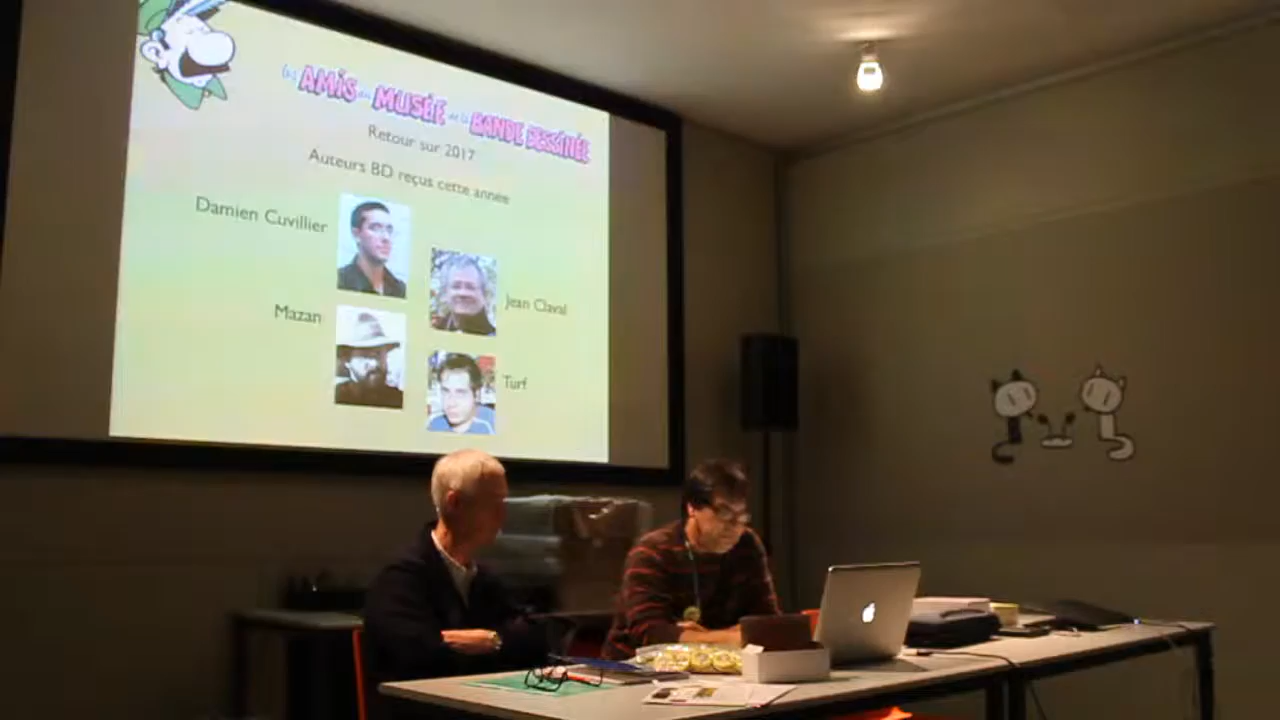 les AMIS du MUSÉE de la BANDE DESSINÉE
Retour sur 2017
Auteurs BD reçus cette année
Damien Cuvillier
Jean Claval
Mazan
Turf